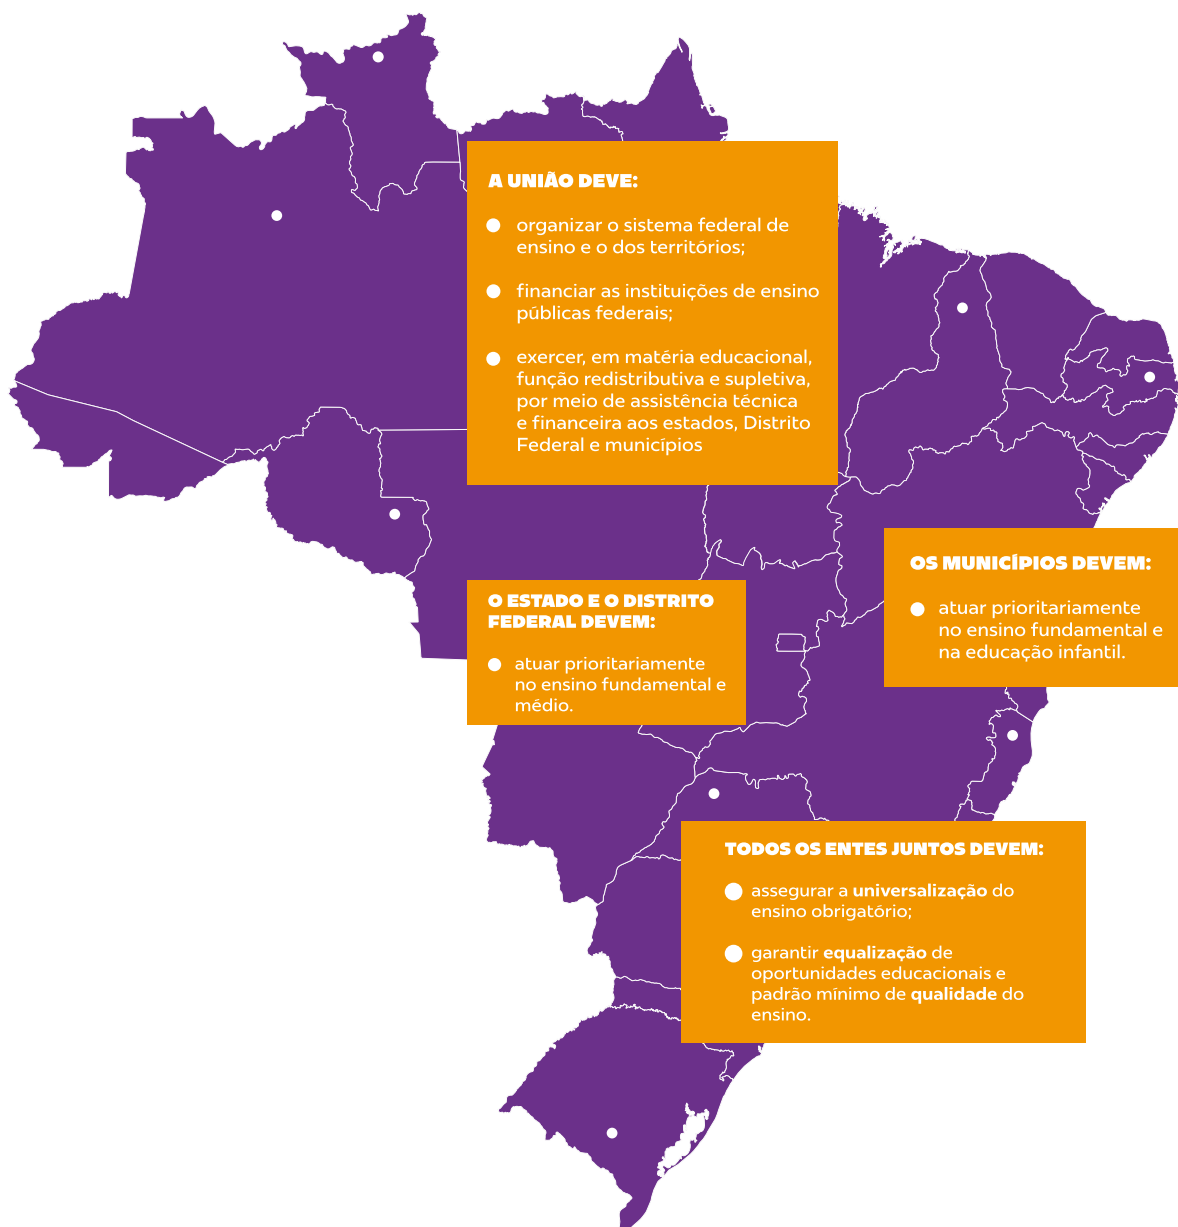 A UNIÃO DEVE:
organizar o sistema federal de
ensino e o dos territórios;
financiar as instituições de ensino
públicas federais;
exercer, em matéria educacional,
função redistributiva e supletiva,
por meio de assistência técnica
e financeira aos estados, Distrito
Federal e municípios
OS MUNICÍPIOS DEVEM:
atuar prioritariamente
no ensino fundamental e
na educação infantil.
O ESTADO E O DISTRITO
FEDERAL DEVEM:
atuar prioritariamente
no ensino fundamental e
médio.
TODOS OS ENTES JUNTOS DEVEM:
assegurar a universalização do
ensino obrigatório;
garantir equalização de
oportunidades educacionais e
padrão mínimo de qualidade do
ensino.